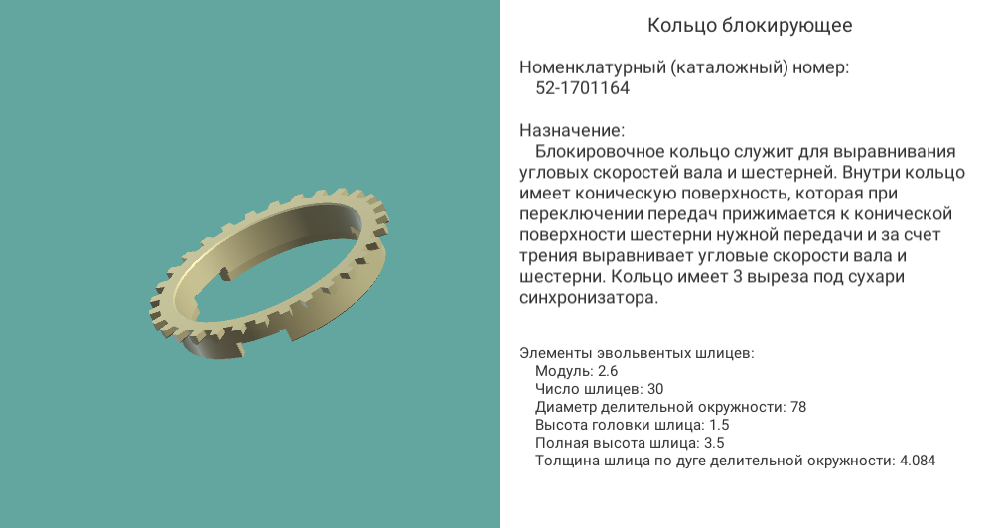 Кольцо блокирующее
Номенклатурный (каталожный) номер:
52-1701164
Назначение:
Блокировочное кольцо служит для выравнивания
угловых скоростей вала и шестерней. Внутри кольцо
имеет коническую поверхность, которая при
переключении передач прижимается к конической
поверхности шестерни нужной передачи и за счет
трения выравнивает угловые скорости вала и
шестерни. Кольцо имеет 3 выреза под сухари
синхронизатора.
Элементы эвольвентых шлицев:
Модуль: 2.6
Число шлицев: 30
Диаметр делительной окружности: 78
Высота головки шлица: 1.5
Полная высота шлица: 3.5
Толщина шлица по дуге делительной окружности: 4.084